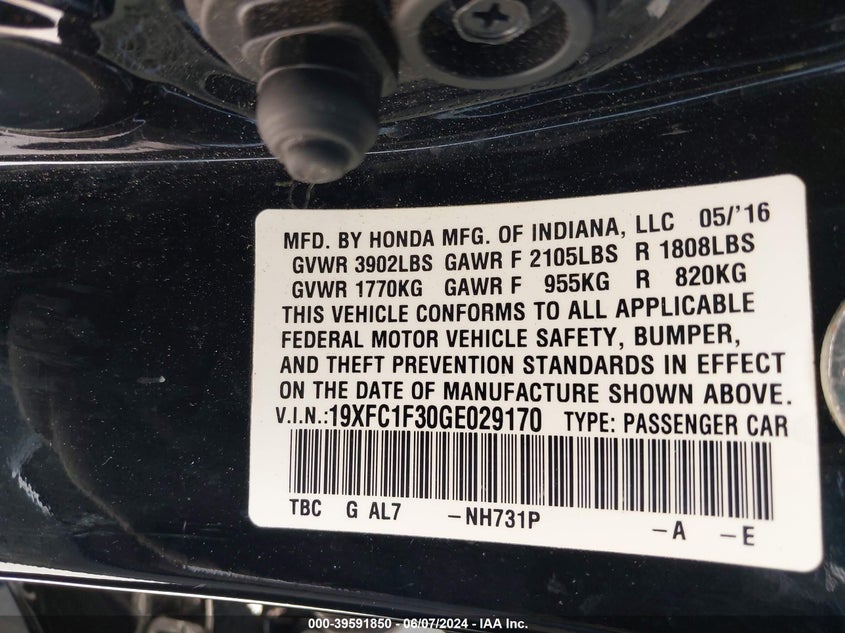 MFD. BY HONDA MFG. OF INDIANA, LLC 05/'16
GVWR 3902LBS GAWR F 2105LBS R 1808LBS
GVWR 1770KG GAWR F 955KG R 820KG
THIS VEHICLE CONFORMS TO ALL APPLICABLE
FEDERAL MOTOR VEHICLE SAFETY, BUMPER,
AND THEFT PREVENTION STANDARDS IN EFFECT
ON THE DATE OF MANUFACTURE SHOWN ABOVE.
V.I.N.:19XFC1F30GE029170 TYPE: PASSENGER CAR
TBC G AL7 -NH731P -A -E
000-39591850 - 06/07/2024 - IAA Inc.